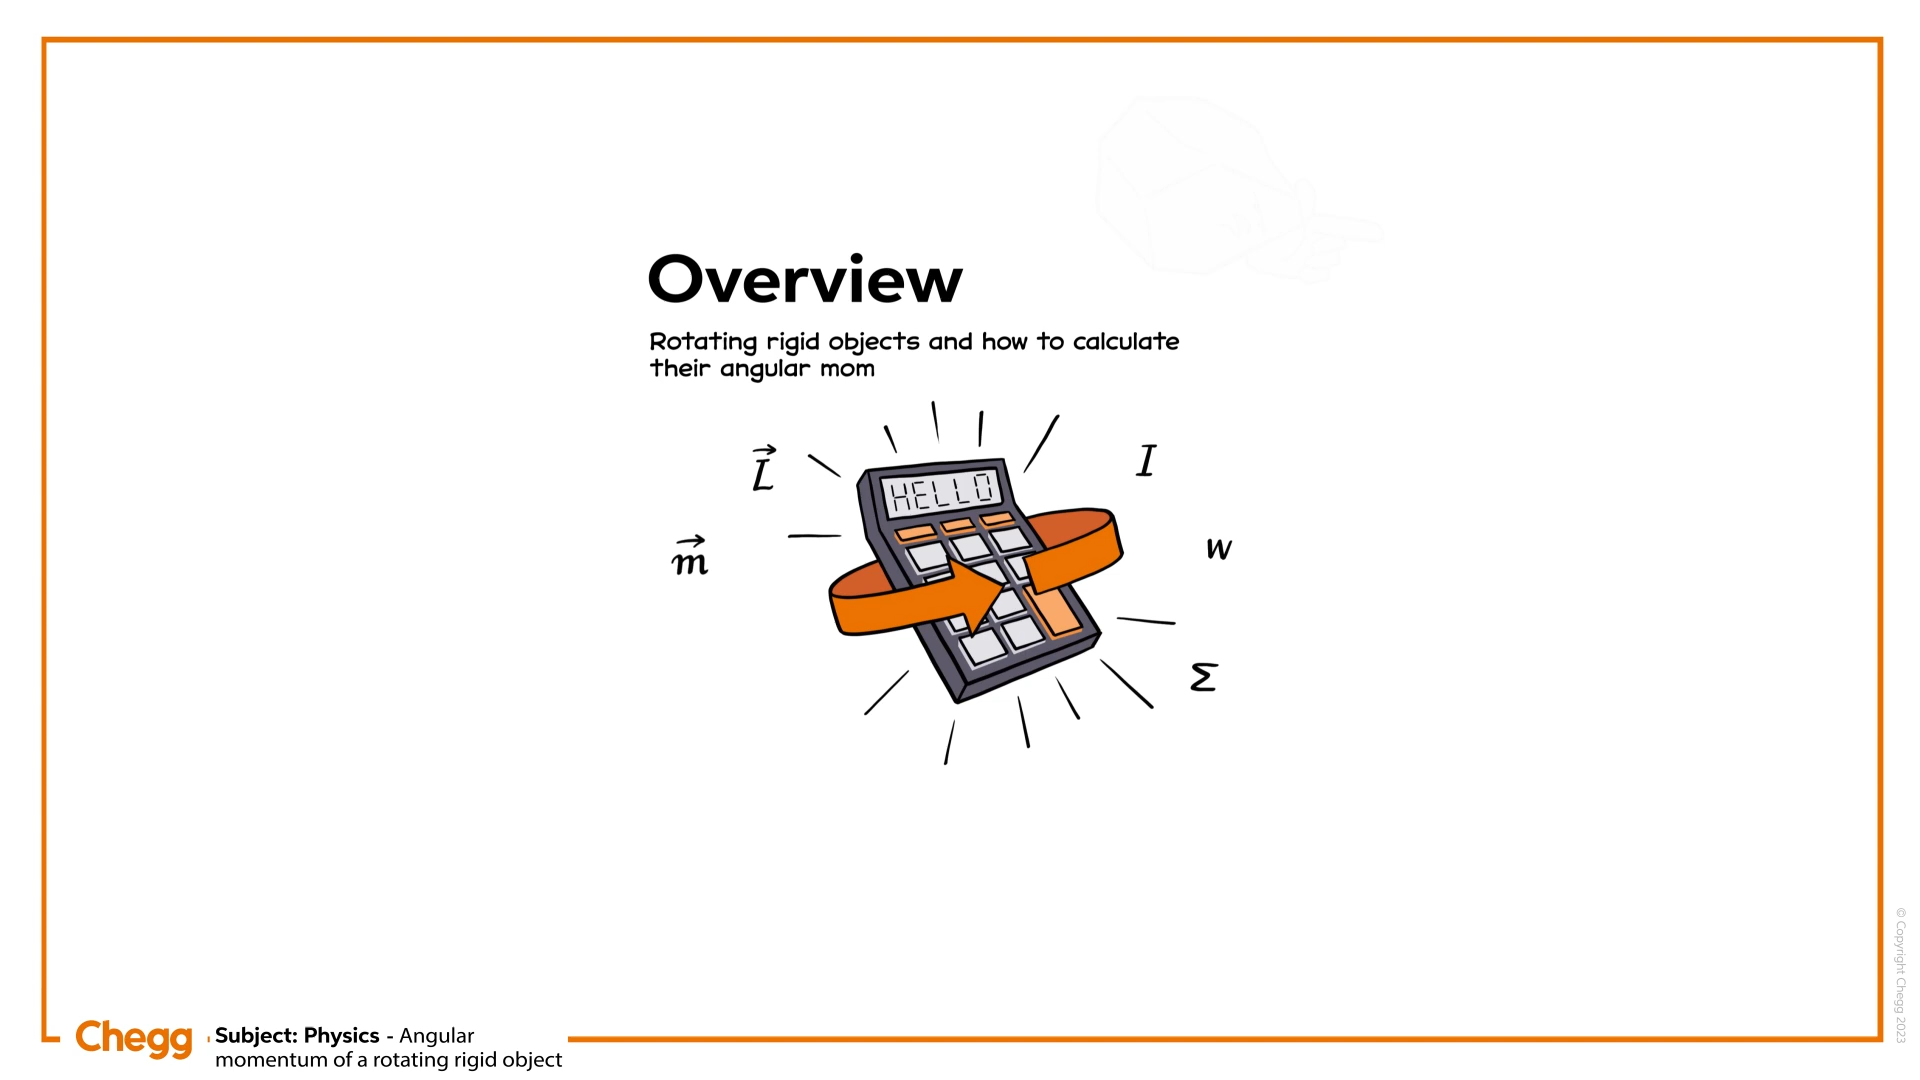 Overview
Rotating rigid objects and how to calculate
their angular mom
L
I
HELLO
m
w
Σ
Chegg
Subject: Physics - Angular
momentum of a rotating rigid object
© Copyright Chegg 2023